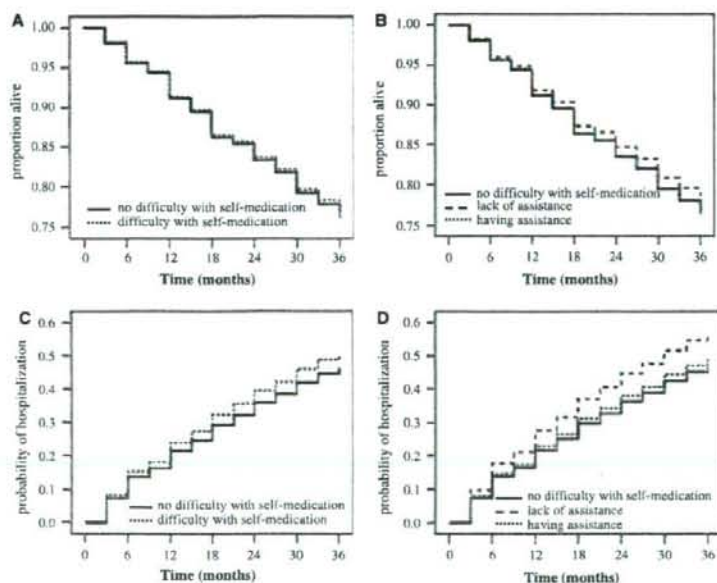 A
proportion alive
1.00
0.95
0.90
0.85
0.80
0.75
no difficulty with self-medication
difficulty with self-medication
0 6 12 18 24 30 36
Time (months)
B
proportion alive
1.00
0.95
0.90
0.85
0.80
0.75
no difficulty with self-medication
lack of assistance
having assistance
0 6 12 18 24 30 36
Time (months)
C
probability of hospitalization
0.6
0.5
0.4
0.3
0.2
0.1
0.0
no difficulty with self-medication
difficulty with self-medication
0 6 12 18 24 30 36
Time (months)
D
probability of hospitalization
0.6
0.5
0.4
0.3
0.2
0.1
0.0
no difficulty with self-medication
lack of assistance
having assistance
0 6 12 18 24 30 36
Time (months)